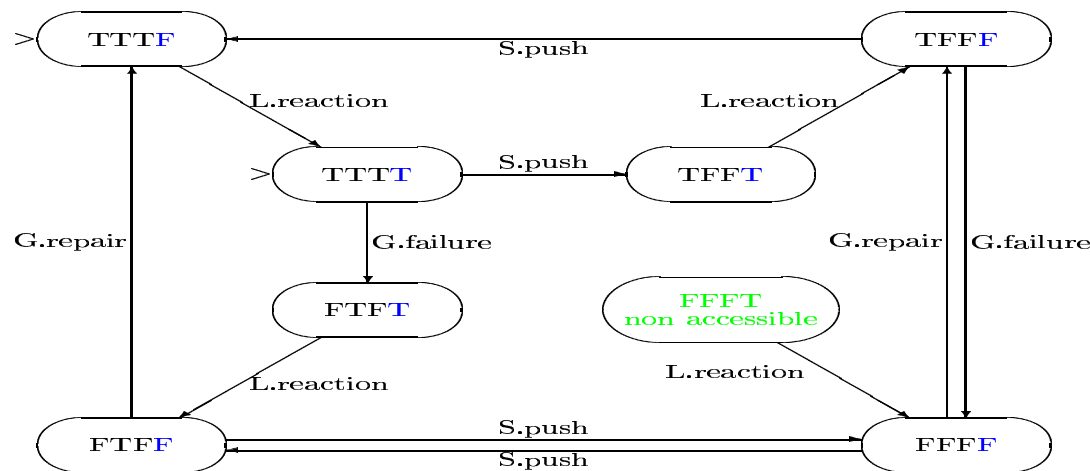 > TTTF
S.push
TFFF
L.reaction
L.reaction
> TTTT
S.push
TFFT
G.repair
G.failure
G.repair
G.failure
FTFT
FFFT
non accessible
L.reaction
L.reaction
FTFF
S.push
S.push
FFFF